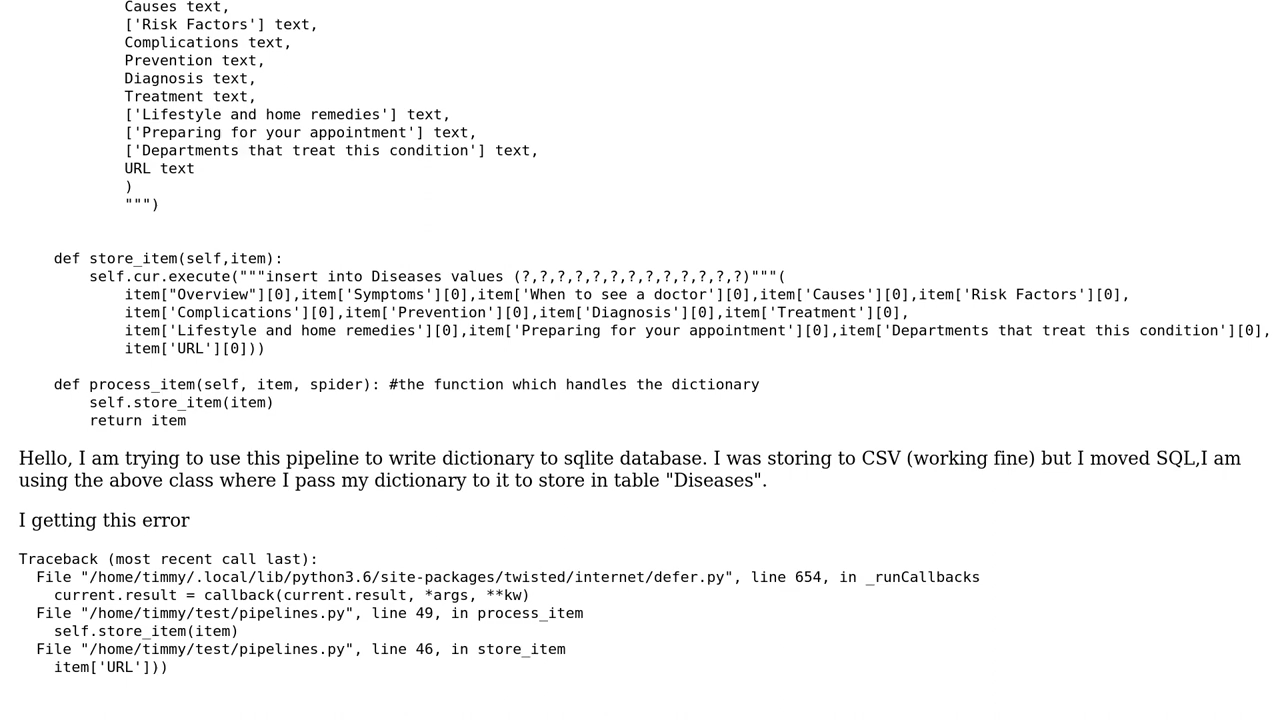 Causes text,
['Risk Factors'] text,
Complications text,
Prevention text,
Diagnosis text,
Treatment text,
['Lifestyle and home remedies'] text,
['Preparing for your appointment'] text,
['Departments that treat this condition'] text,
URL text
)
""")
def store_item(self,item):
self.cur.execute("""insert into Diseases values (?,?,?,?,?,?,?,?,?,?,?,?,?)"""(
item["Overview"][0],item['Symptoms'][0],item['When to see a doctor'][0],item['Causes'][0],item['Risk Factors'][0],
item['Complications'][0],item['Prevention'][0],item['Diagnosis'][0],item['Treatment'][0],
item['Lifestyle and home remedies'][0],item['Preparing for your appointment'][0],item['Departments that treat this condition'][0],
item['URL'][0]))
def process_item(self, item, spider): #the function which handles the dictionary
self.store_item(item)
return item
Hello, I am trying to use this pipeline to write dictionary to sqlite database. I was storing to CSV (working fine) but I moved SQL,I am
using the above class where I pass my dictionary to it to store in table "Diseases".
I getting this error
Traceback (most recent call last):
File "/home/timmy/.local/lib/python3.6/site-packages/twisted/internet/defer.py", line 654, in _runCallbacks
current.result = callback(current.result, *args, **kw)
File "/home/timmy/test/pipelines.py", line 49, in process_item
self.store_item(item)
File "/home/timmy/test/pipelines.py", line 46, in store_item
item['URL']))